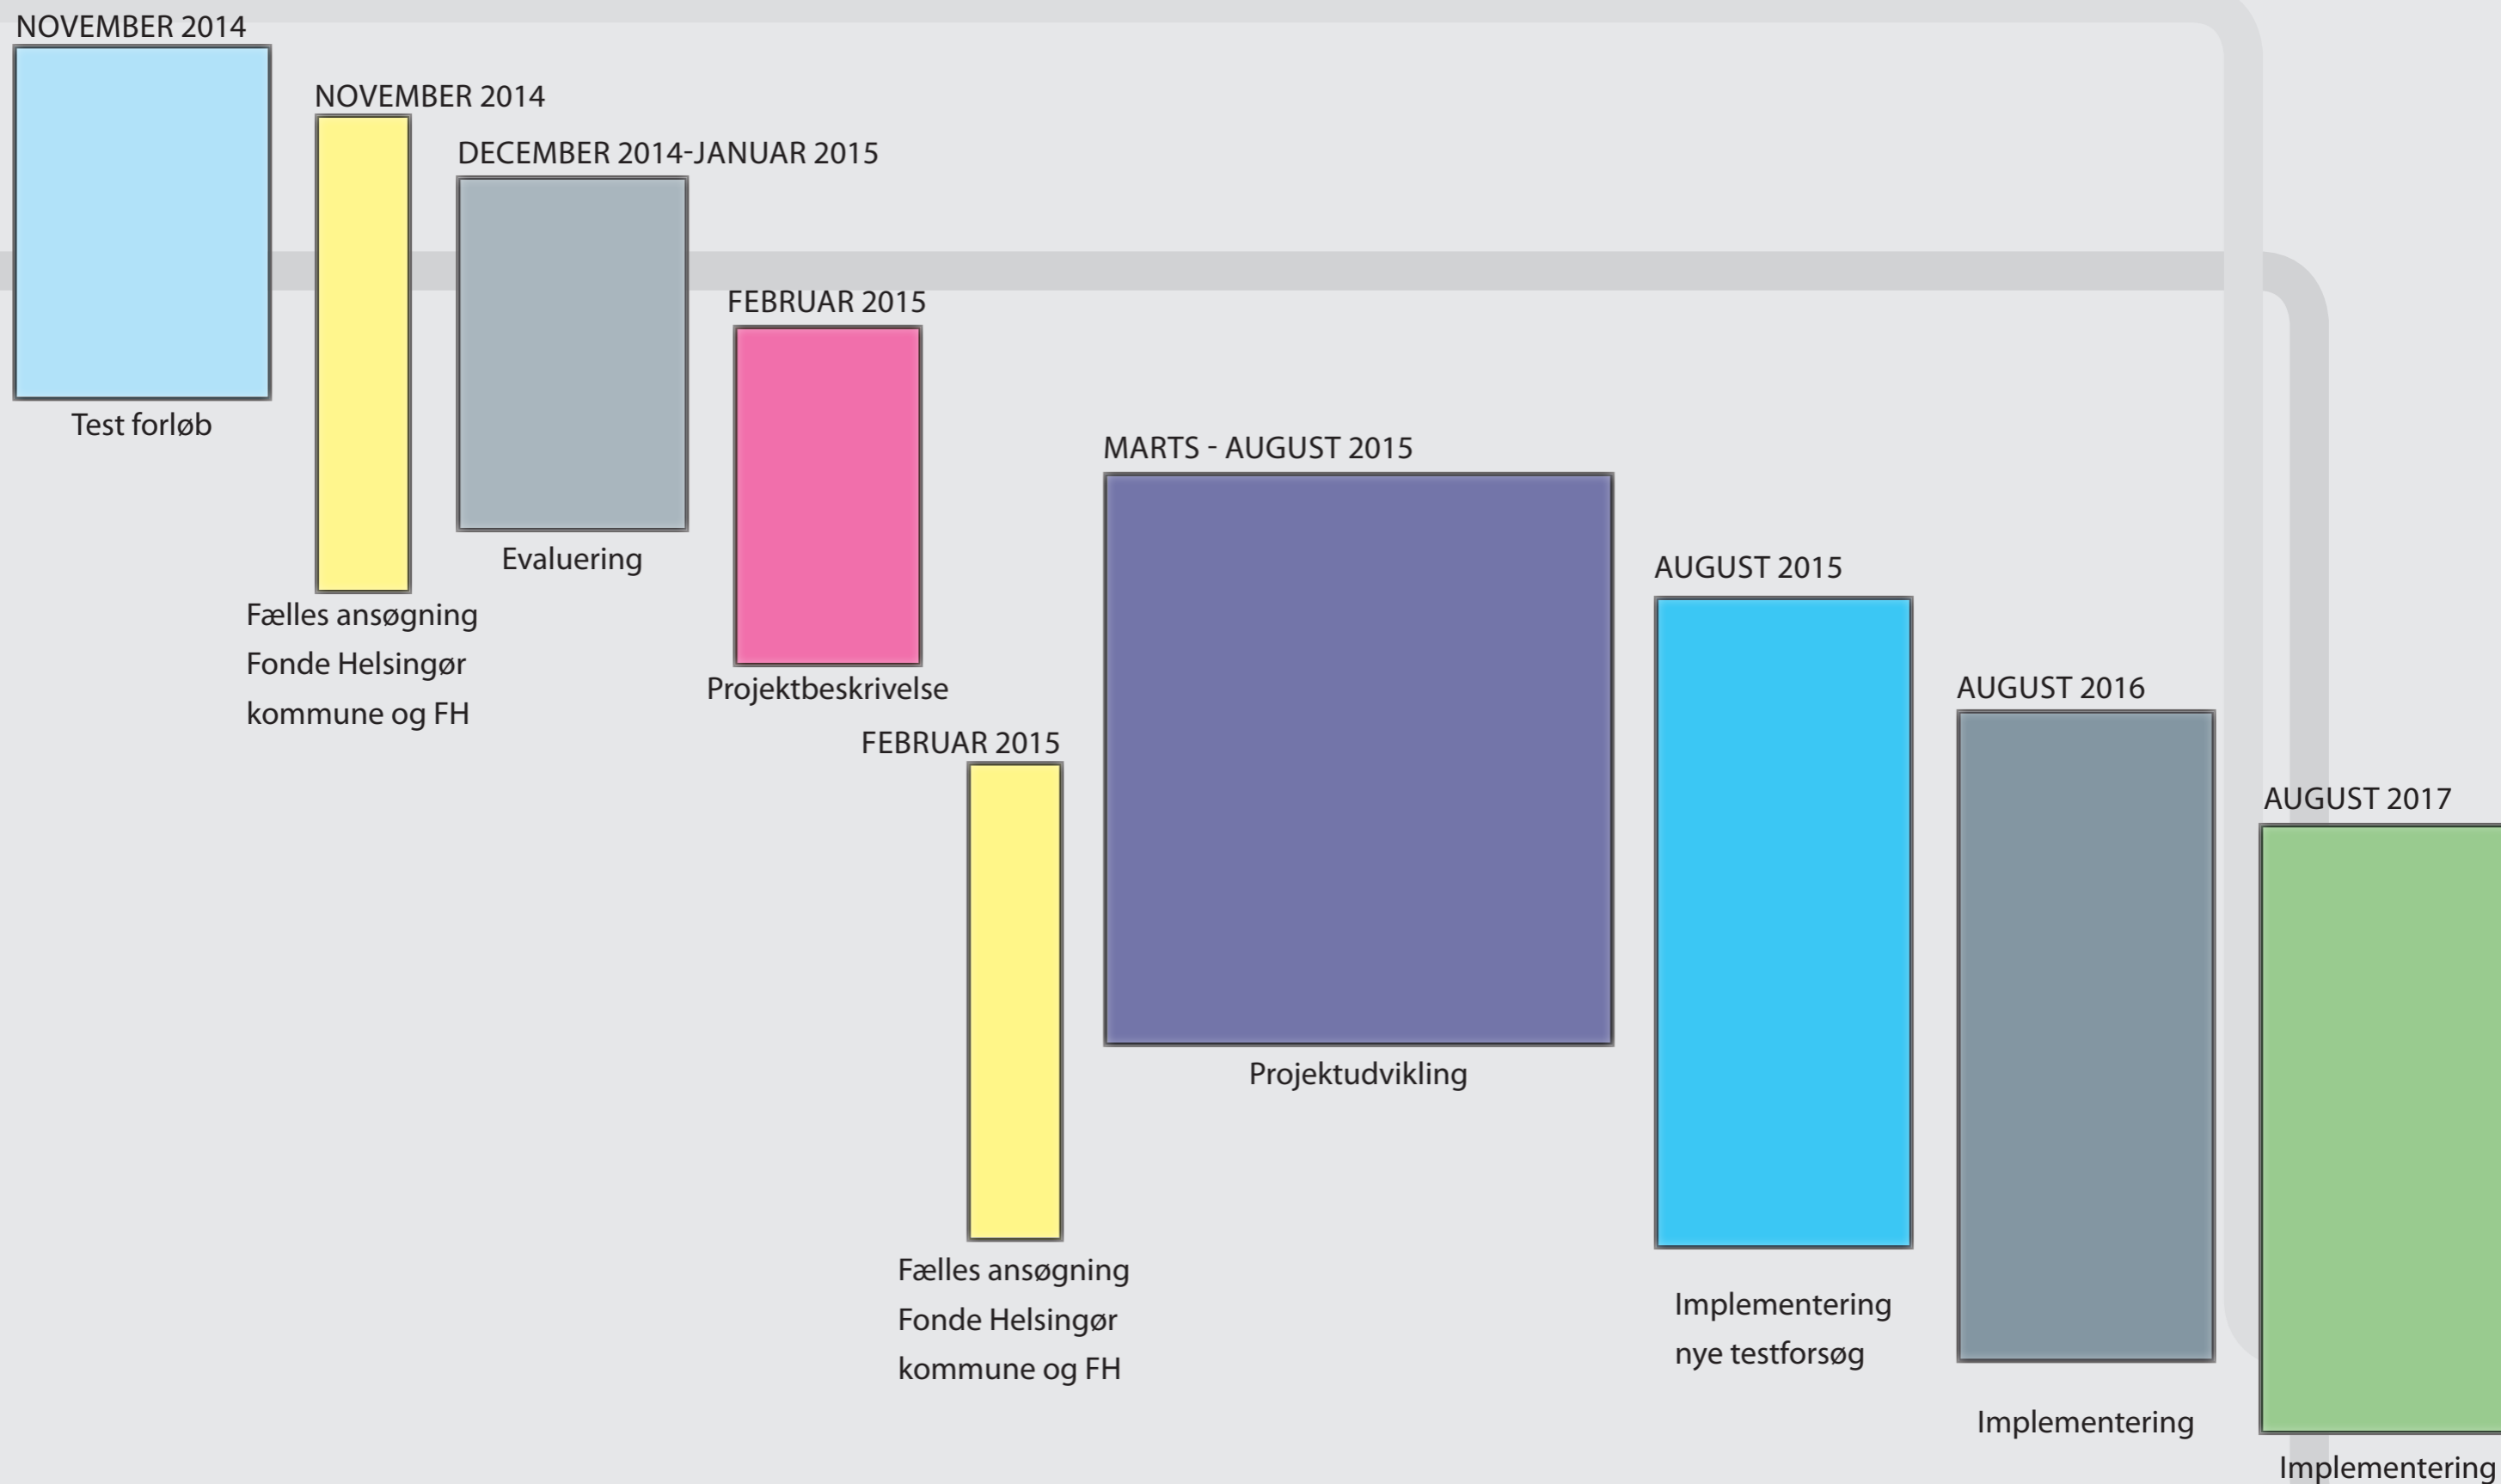 NOVEMBER 2014
Test forløb
NOVEMBER 2014
Fælles ansøgning
Fonde Helsingør
kommune og FH
DECEMBER 2014-JANUAR 2015
Evaluering
FEBRUAR 2015
Projektbeskrivelse
FEBRUAR 2015
Fælles ansøgning
Fonde Helsingør
kommune og FH
MARTS - AUGUST 2015
Projektudvikling
AUGUST 2015
Implementering
nye testforsøg
AUGUST 2016
Implementering
AUGUST 2017
Implementering